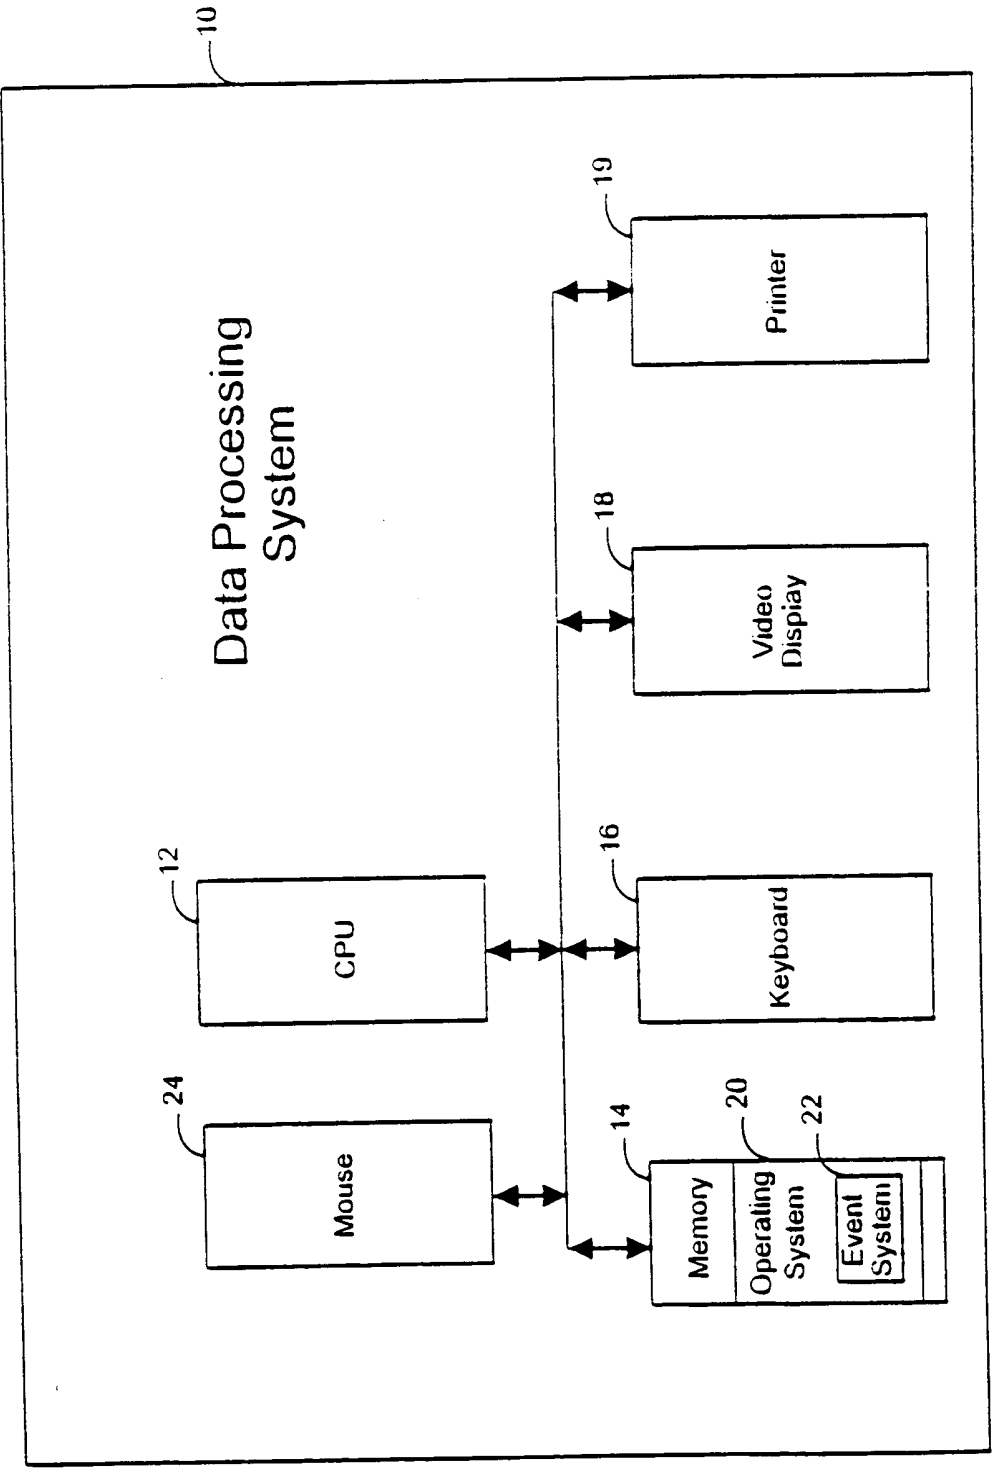 10
Data Processing
System
24
Mouse
12
CPU
14
Memory
20
Operating
System
22
Event
System
16
Keyboard
18
Video
Display
19
Printer